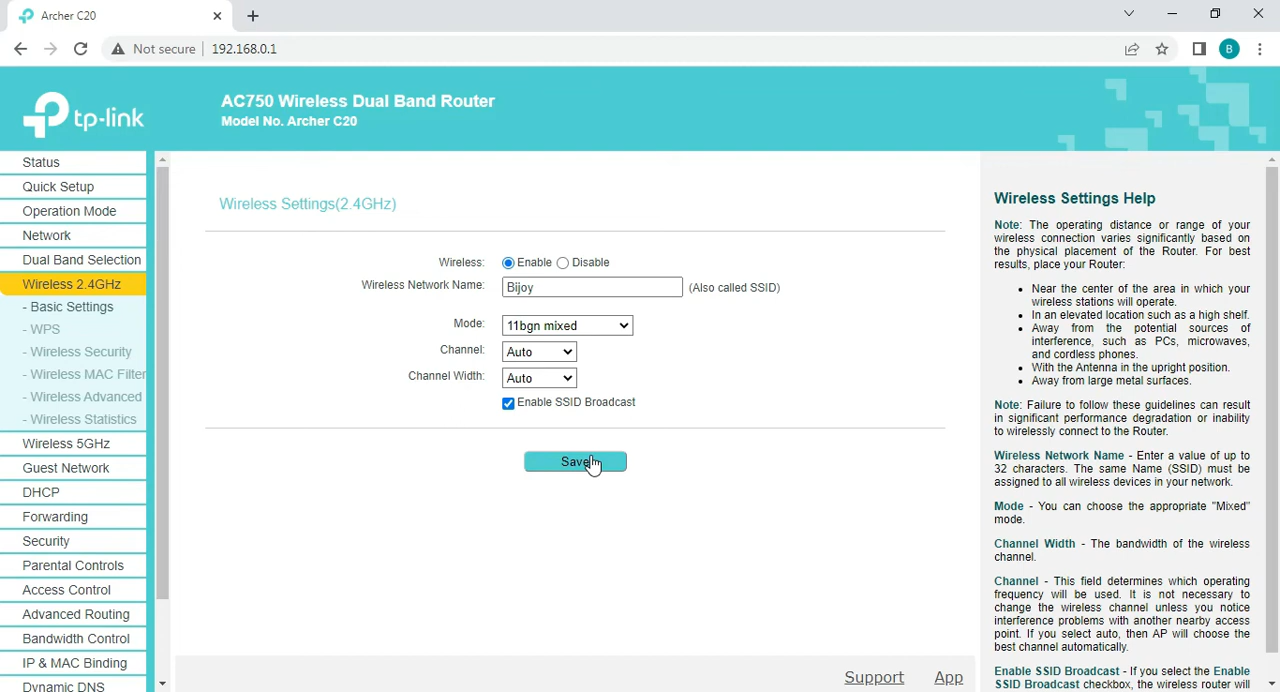 Archer C20
Not secure
192.168.0.1
B
tp-link
AC750 Wireless Dual Band Router
Model No. Archer C20
Status
Quick Setup
Operation Mode
Network
Dual Band Selection
Wireless 2.4GHz
- Basic Settings
- WPS
- Wireless Security
- Wireless MAC Filter
- Wireless Advanced
- Wireless Statistics
Wireless 5GHz
Guest Network
DHCP
Forwarding
Security
Parental Controls
Access Control
Advanced Routing
Bandwidth Control
IP & MAC Binding
Dynamic DNS
Wireless Settings(2.4GHz)
Wireless: Enable Disable
Wireless Network Name: Bijoy (Also called SSID)
Mode: 11bgn mixed
Channel: Auto
Channel Width: Auto
Enable SSID Broadcast
Save
Support App
Wireless Settings Help
Note: The operating distance or range of your
wireless connection varies significantly based on
the physical placement of the Router. For best
results, place your Router:
• Near the center of the area in which your
wireless stations will operate.
• In an elevated location such as a high shelf.
• Away from the potential sources of
interference, such as PCs, microwaves,
and cordless phones.
• With the Antenna in the upright position.
• Away from large metal surfaces.
Note: Failure to follow these guidelines can result
in significant performance degradation or inability
to wirelessly connect to the Router.
Wireless Network Name - Enter a value of up to
32 characters. The same Name (SSID) must be
assigned to all wireless devices in your network.
Mode - You can choose the appropriate "Mixed"
mode.
Channel Width - The bandwidth of the wireless
channel.
Channel - This field determines which operating
frequency will be used. It is not necessary to
change the wireless channel unless you notice
interference problems with another nearby access
point. If you select auto, then AP will choose the
best channel automatically.
Enable SSID Broadcast - If you select the Enable
SSID Broadcast checkbox, the wireless router will